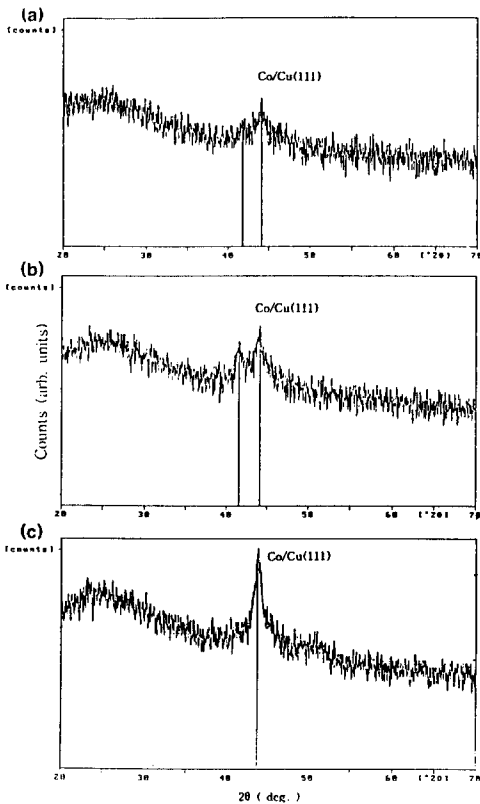 (a)
[counts]
Co/Cu(111)
20 30 40 50 60 [°2θ) 70
(b)
[counts]
Co/Cu(111)
Counts (arb. units)
20 30 40 50 60 [°2θ) 70
(c)
[counts]
Co/Cu(111)
20 30 40 50 60 [°2θ) 70
2θ ( deg. )